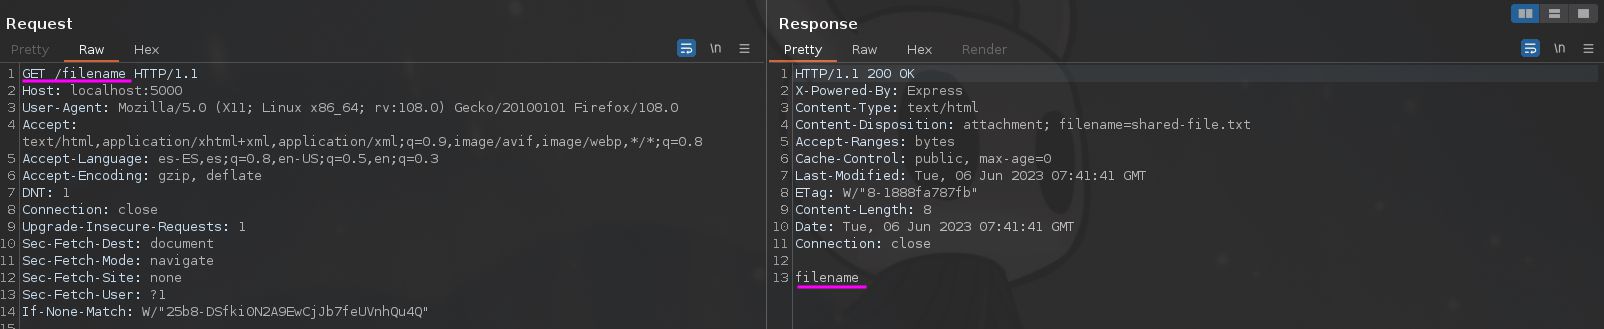 Request
Pretty Raw Hex
\n
1 GET /filename HTTP/1.1
2 Host: localhost:5000
3 User-Agent: Mozilla/5.0 (X11; Linux x86_64; rv:108.0) Gecko/20100101 Firefox/108.0
4 Accept:
text/html,application/xhtml+xml,application/xml;q=0.9,image/avif,image/webp,*/*;q=0.8
5 Accept-Language: es-ES,es;q=0.8,en-US;q=0.5,en;q=0.3
6 Accept-Encoding: gzip, deflate
7 DNT: 1
8 Connection: close
9 Upgrade-Insecure-Requests: 1
10 Sec-Fetch-Dest: document
11 Sec-Fetch-Mode: navigate
12 Sec-Fetch-Site: none
13 Sec-Fetch-User: ?1
14 If-None-Match: W/"25b8-DSfki0N2A9EwCjJb7feUVnhQu4Q"
15
Response
Pretty Raw Hex Render
\n
1 HTTP/1.1 200 OK
2 X-Powered-By: Express
3 Content-Type: text/html
4 Content-Disposition: attachment; filename=shared-file.txt
5 Accept-Ranges: bytes
6 Cache-Control: public, max-age=0
7 Last-Modified: Tue, 06 Jun 2023 07:41:41 GMT
8 ETag: W/"8-1888fa787fb"
9 Content-Length: 8
10 Date: Tue, 06 Jun 2023 07:41:41 GMT
11 Connection: close
12
13 filename